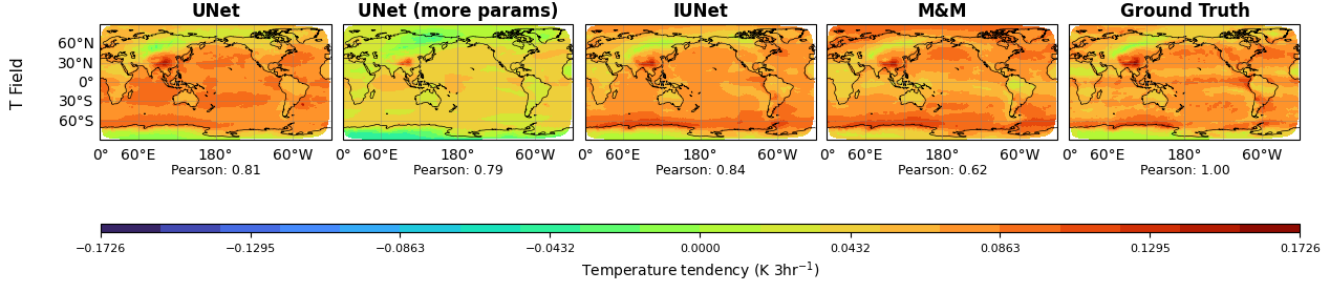 UNet
UNet (more params)
IUNet
M&M
Ground Truth
T Field
60°N
30°N
0°
30°S
60°S
0° 60°E 180° 60°W
0° 60°E 180° 60°W
0° 60°E 180° 60°W
0° 60°E 180° 60°W
0° 60°E 180° 60°W
Pearson: 0.81
Pearson: 0.79
Pearson: 0.84
Pearson: 0.62
Pearson: 1.00
−0.1726 −0.1295 −0.0863 −0.0432 0.0000 0.0432 0.0863 0.1295 0.1726
Temperature tendency (K 3hr⁻¹)